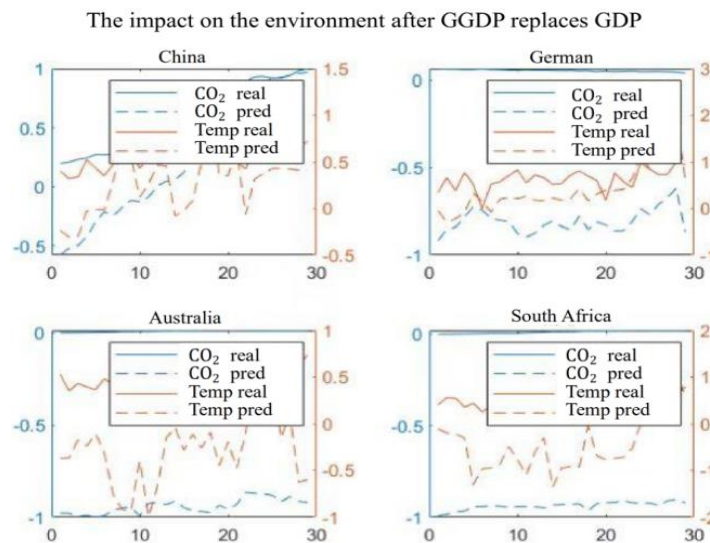 The impact on the environment after GGDP replaces GDP
China
1
0.5
0
-0.5
1.5
1
0.5
0
-0.5
0
10
20
30
CO₂ real
CO₂ pred
Temp real
Temp pred
German
0
-0.5
-1
3
2
1
0
-1
0
10
20
30
CO₂ real
CO₂ pred
Temp real
Temp pred
Australia
0
-0.5
-1
1
0.5
0
-0.5
-1
0
10
20
30
CO₂ real
CO₂ pred
Temp real
Temp pred
South Africa
0
-0.5
-1
2
1
0
-1
-2
0
10
20
30
CO₂ real
CO₂ pred
Temp real
Temp pred